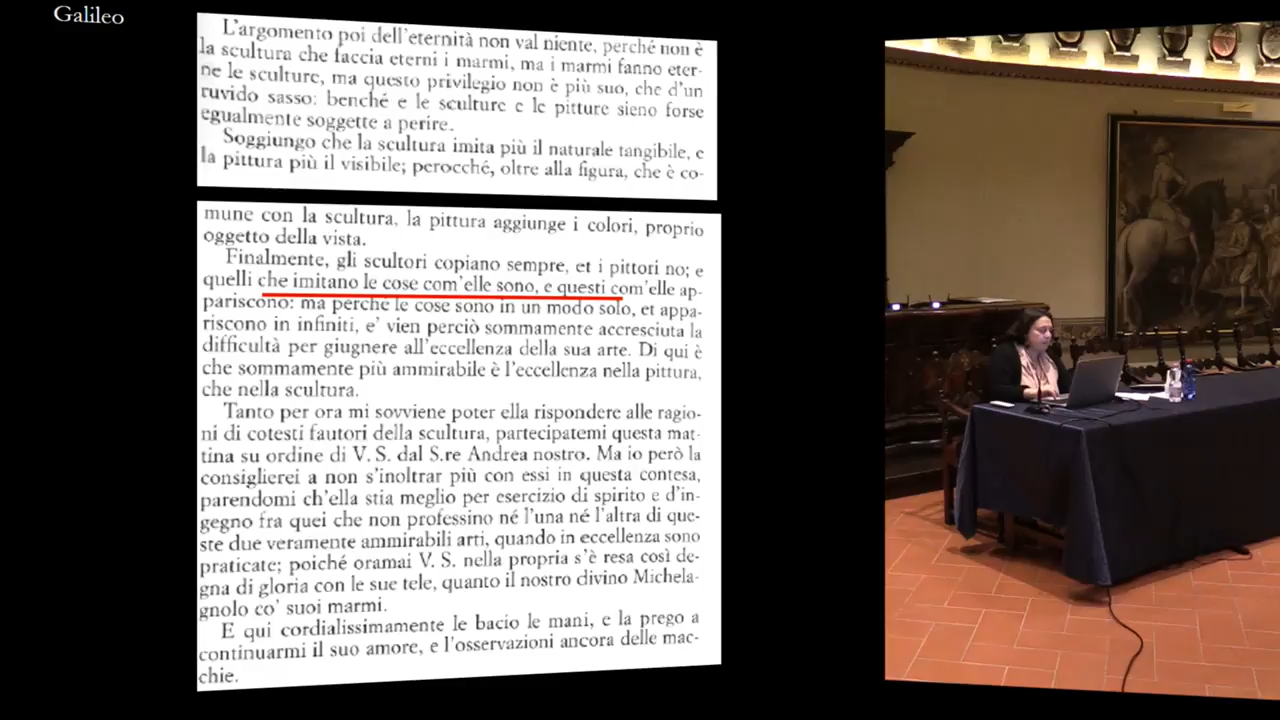 Galileo
L'argomento poi dell'eternità non val niente, perché non è
la scultura che faccia eterni i marmi, ma i marmi fanno eter-
ne le sculture, ma questo privilegio non è più suo, che d'un
ruvido sasso: benché e le sculture e le pitture sieno forse
egualmente soggette a perire.
Soggiungo che la scultura imita più il naturale tangibile, e
la pittura più il visibile; perocché, oltre alla figura, che è co-
mune con la scultura, la pittura aggiunge i colori, proprio
oggetto della vista.
Finalmente, gli scultori copiano sempre, et i pittori no; e
quelli che imitano le cose com'elle sono, e questi com'elle ap-
pariscono: ma perché le cose sono in un modo solo, et appa-
riscono in infiniti, e' vien perciò sommamente accresciuta la
difficultà per giugnere all'eccellenza della sua arte. Di qui è
che sommamente più ammirabile è l'eccellenza nella pittura,
che nella scultura.
Tanto per ora mi sovviene poter ella rispondere alle ragio-
ni di cotesti fautori della scultura, partecipatemi questa mat-
tina su ordine di V. S. dal S.re Andrea nostro. Ma io però la
consiglierei a non s'inoltrar più con essi in questa contesa,
parendomi ch'ella stia meglio per esercizio di spirito e d'in-
gegno fra quei che non professino né l'una né l'altra di que-
ste due veramente ammirabili arti, quando in eccellenza sono
praticate; poiché oramai V. S. nella propria s'è resa così de-
gna di gloria con le sue tele, quanto il nostro divino Michela-
gnolo co' suoi marmi.
E qui cordialissimamente le bacio le mani, e la prego a
continuarmi il suo amore, e l'osservazioni ancora delle mac-
chie.